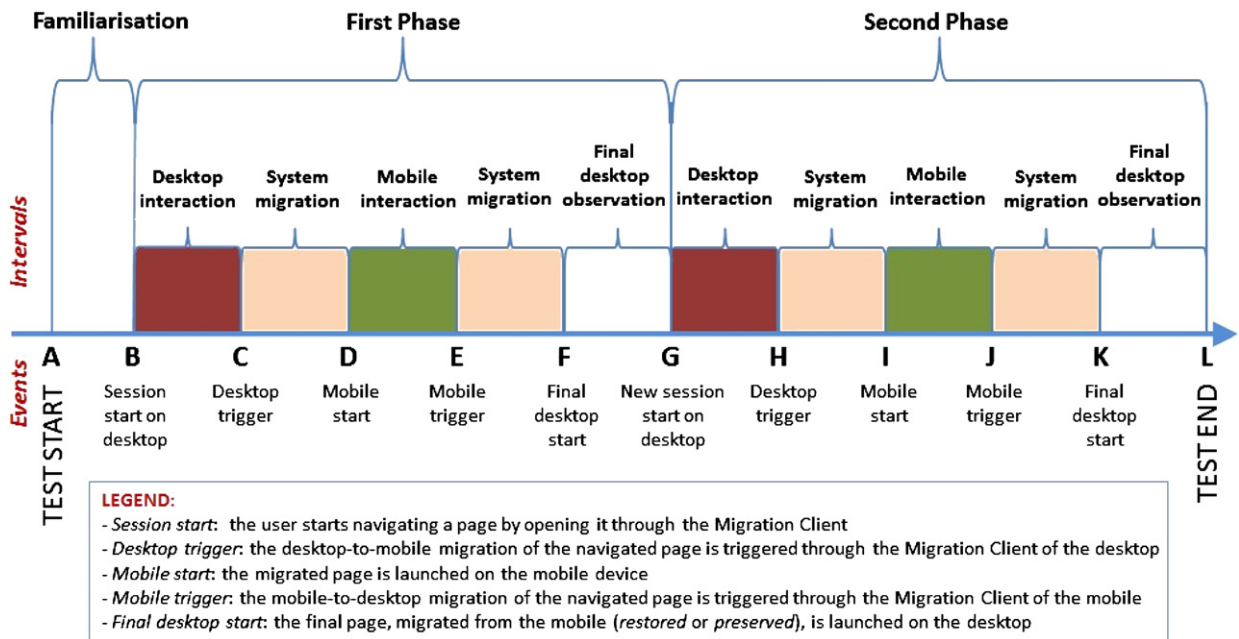 Familiarisation
First Phase
Second Phase
Intervals
Desktop
interaction
System
migration
Mobile
interaction
System
migration
Final
desktop
observation
Desktop
interaction
System
migration
Mobile
interaction
System
migration
Final
desktop
observation
Events
A
B
C
D
E
F
G
H
I
J
K
L
TEST START
Session
start on
desktop
Desktop
trigger
Mobile
start
Mobile
trigger
Final
desktop
start
New session
start on
desktop
Desktop
trigger
Mobile
start
Mobile
trigger
Final
desktop
start
TEST END
LEGEND:
- Session start: the user starts navigating a page by opening it through the Migration Client
- Desktop trigger: the desktop-to-mobile migration of the navigated page is triggered through the Migration Client of the desktop
- Mobile start: the migrated page is launched on the mobile device
- Mobile trigger: the mobile-to-desktop migration of the navigated page is triggered through the Migration Client of the mobile
- Final desktop start: the final page, migrated from the mobile (restored or preserved), is launched on the desktop